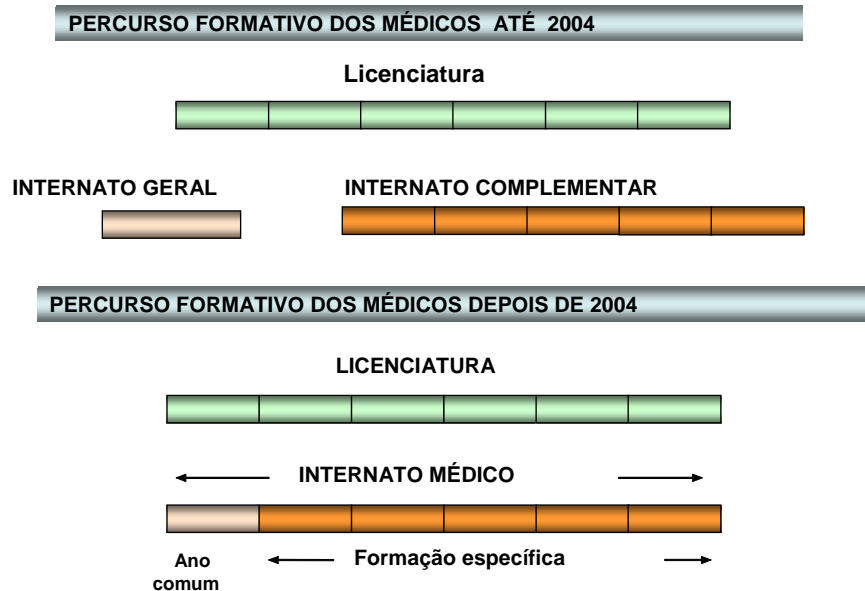 PERCURSO FORMATIVO DOS MÉDICOS ATÉ 2004
Licenciatura
INTERNATO GERAL
INTERNATO COMPLEMENTAR
PERCURSO FORMATIVO DOS MÉDICOS DEPOIS DE 2004
LICENCIATURA
INTERNATO MÉDICO
Ano
comum
Formação específica